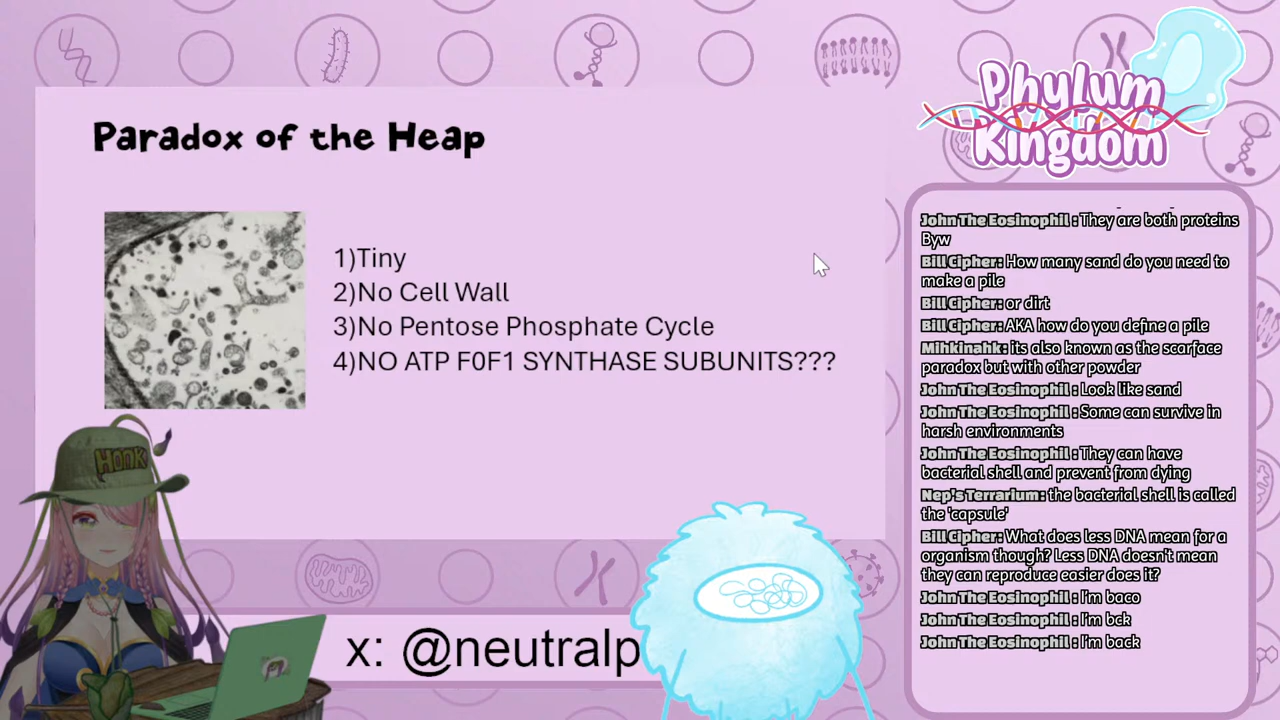 Paradox of the Heap
1)Tiny
2)No Cell Wall
3)No Pentose Phosphate Cycle
4)NO ATP F0F1 SYNTHASE SUBUNITS???
HONK
x: @neutralp
Phylum
Kingdom
John The Eosinophil : They are both proteins
Byw
Bill Cipher: How many sand do you need to
make a pile
Bill Cipher: or dirt
Bill Cipher: AKA how do you define a pile
Mihkinahk: its also known as the scarface
paradox but with other powder
John The Eosinophil : Look like sand
John The Eosinophil : Some can survive in
harsh environments
John The Eosinophil : They can have
bacterial shell and prevent from dying
Nep's Terrarium: the bacterial shell is called
the 'capsule'
Bill Cipher: What does less DNA mean for a
organism though? Less DNA doesn't mean
they can reproduce easier does it?
John The Eosinophil : I'm baco
John The Eosinophil : I'm bck
John The Eosinophil : I'm back